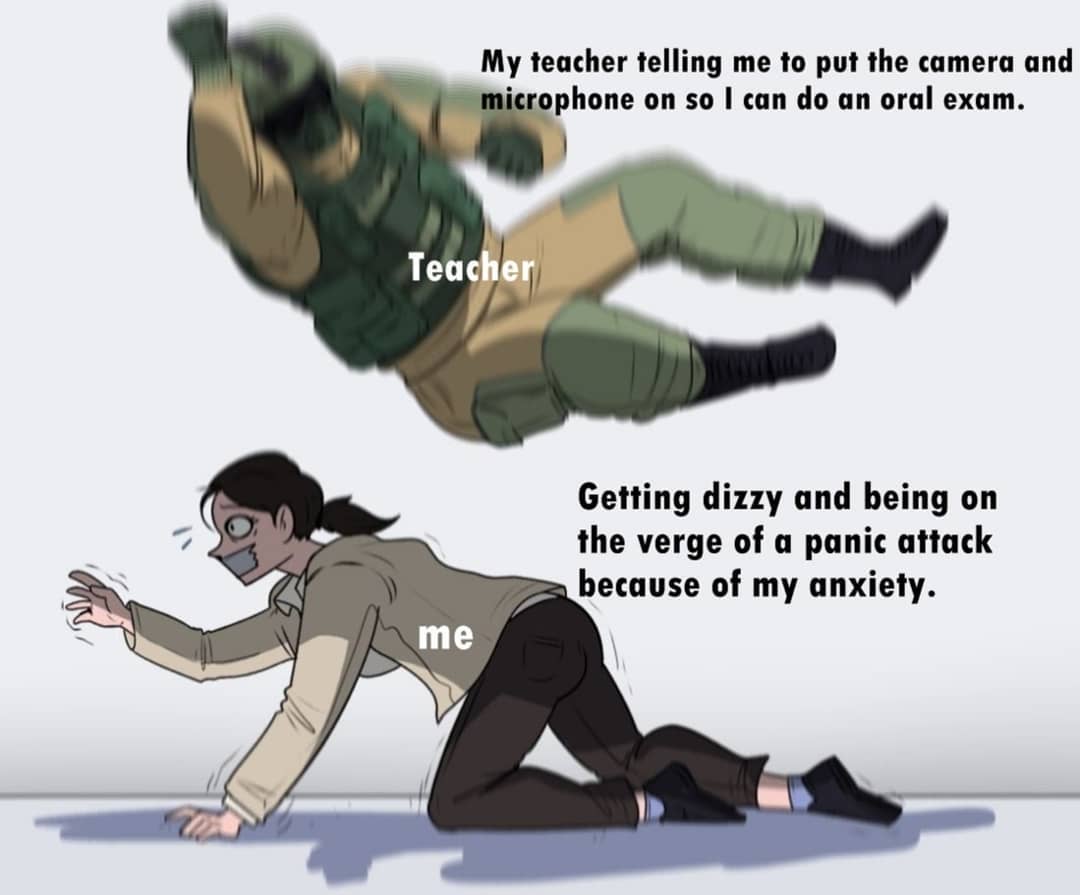 My teacher telling me to put the camera and
microphone on so I can do an oral exam.
Teacher
Getting dizzy and being on
the verge of a panic attack
because of my anxiety.
me